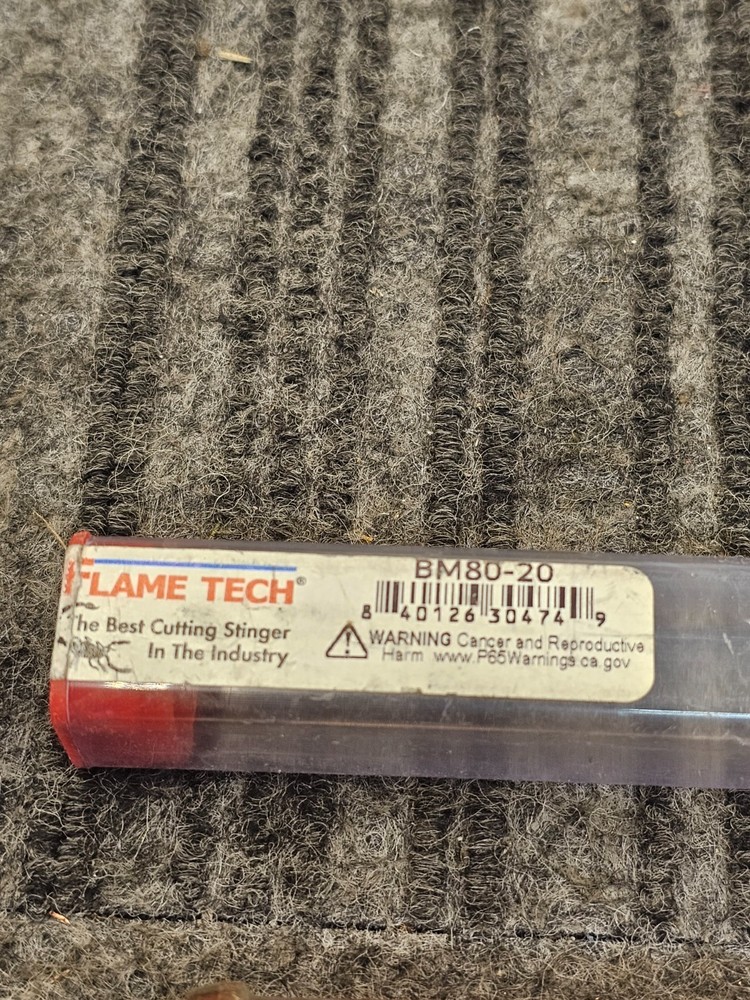 FLAME TECH®
The Best Cutting Stinger
In The Industry
BM80-20
8 40126 30474 9
WARNING Cancer and Reproductive
Harm www.P65Warnings.ca.gov